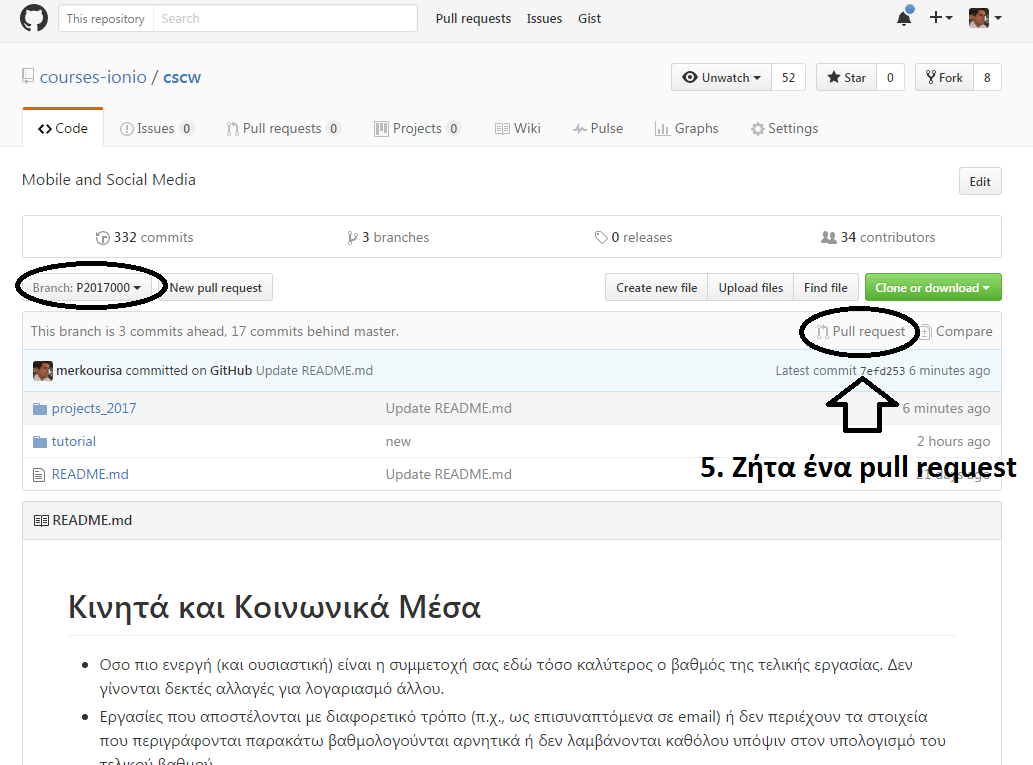 This repository Search Pull requests Issues Gist
courses-ionio / cscw Unwatch 52 Star 0 Fork 8
Code Issues 0 Pull requests 0 Projects 0 Wiki Pulse Graphs Settings
Mobile and Social Media Edit
332 commits 3 branches 0 releases 34 contributors
Branch: P2017000 New pull request Create new file Upload files Find file Clone or download
This branch is 3 commits ahead, 17 commits behind master. Pull request Compare
merkourisa committed on GitHub Update README.md Latest commit 7efd253 6 minutes ago
projects_2017 Update README.md 6 minutes ago
tutorial new 2 hours ago
README.md Update README.md 21 days ago
5. Ζήτα ένα pull request
README.md
Κινητά και Κοινωνικά Μέσα
Οσο πιο ενεργή (και ουσιαστική) είναι η συμμετοχή σας εδώ τόσο καλύτερος ο βαθμός της τελικής εργασίας. Δεν
γίνονται δεκτές αλλαγές για λογαριασμό άλλου.
Εργασίες που αποστέλονται με διαφορετικό τρόπο (π.χ., ως επισυναπτόμενα σε email) ή δεν περιέχουν τα στοιχεία
που περιγράφονται παρακάτω βαθμολογούνται αρνητικά ή δεν λαμβάνονται καθόλου υπόψιν στον υπολογισμό του
τελικού βαθμού